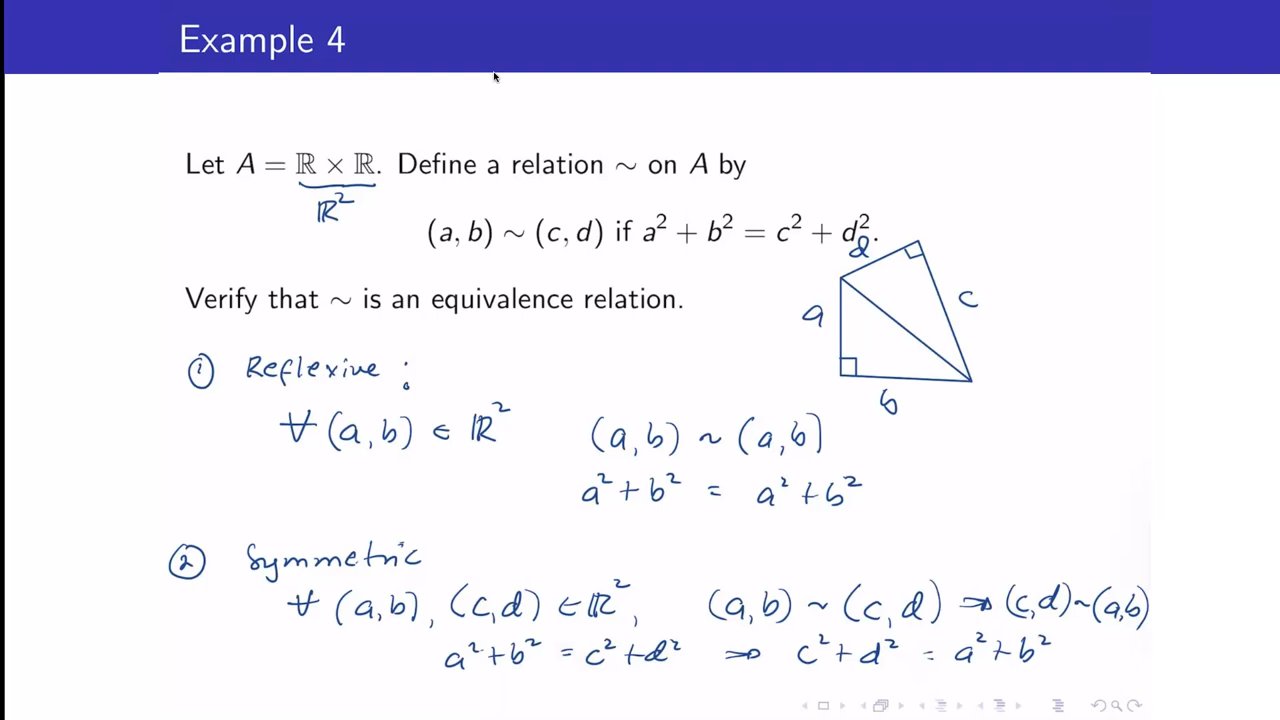 Example 4
Let A = ℝ × ℝ. Define a relation ∼ on A by
ℝ²
(a, b) ∼ (c, d) if a² + b² = c² + d².
d
Verify that ∼ is an equivalence relation.
a
c
b
① Reflexive :
∀ (a,b) ∈ ℝ² (a,b) ~ (a,b)
a² + b² = a² + b²
② Symmetric
∀ (a,b), (c,d) ∈ ℝ², (a,b) ~ (c,d) ⇒ (c,d) ~ (a,b)
a² + b² = c² + d² ⇒ c² + d² = a² + b²